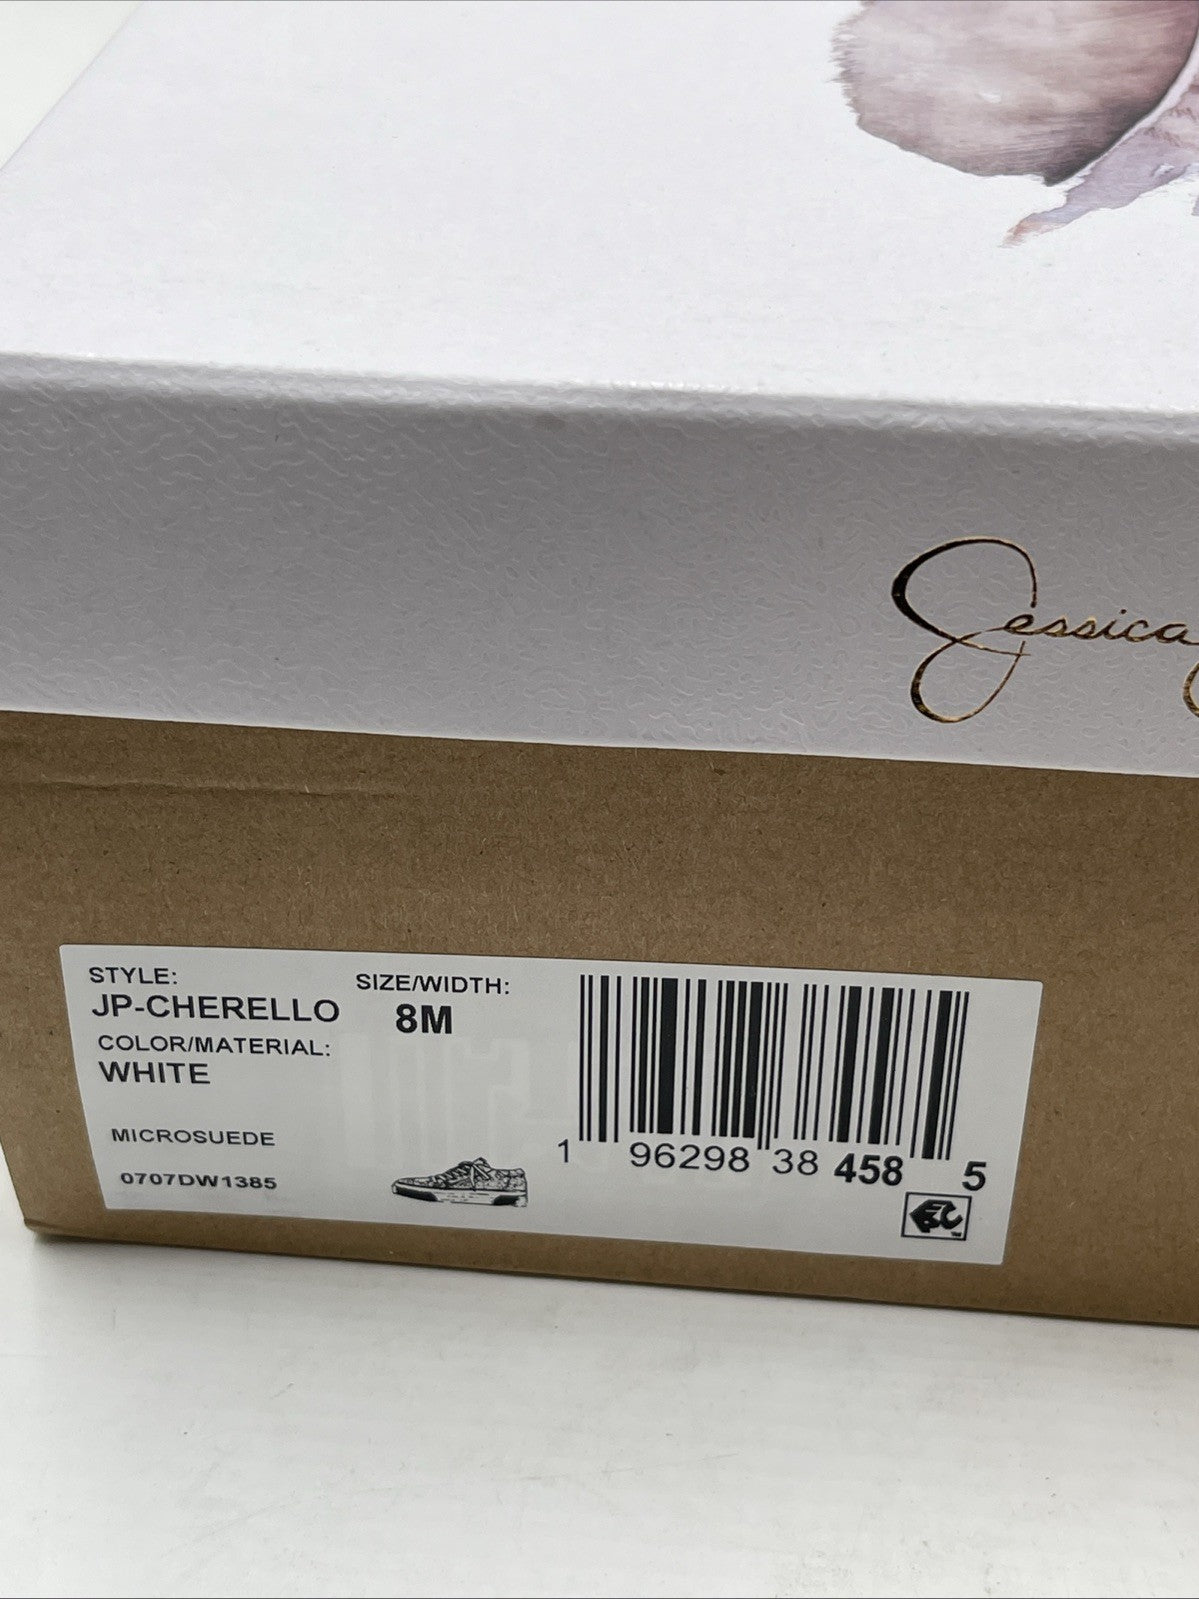 Jessica
STYLE:
JP-CHERELLO
SIZE/WIDTH:
8M
COLOR/MATERIAL:
WHITE
MICROSUEDE
0707DW1385
1 96298 38 458 5